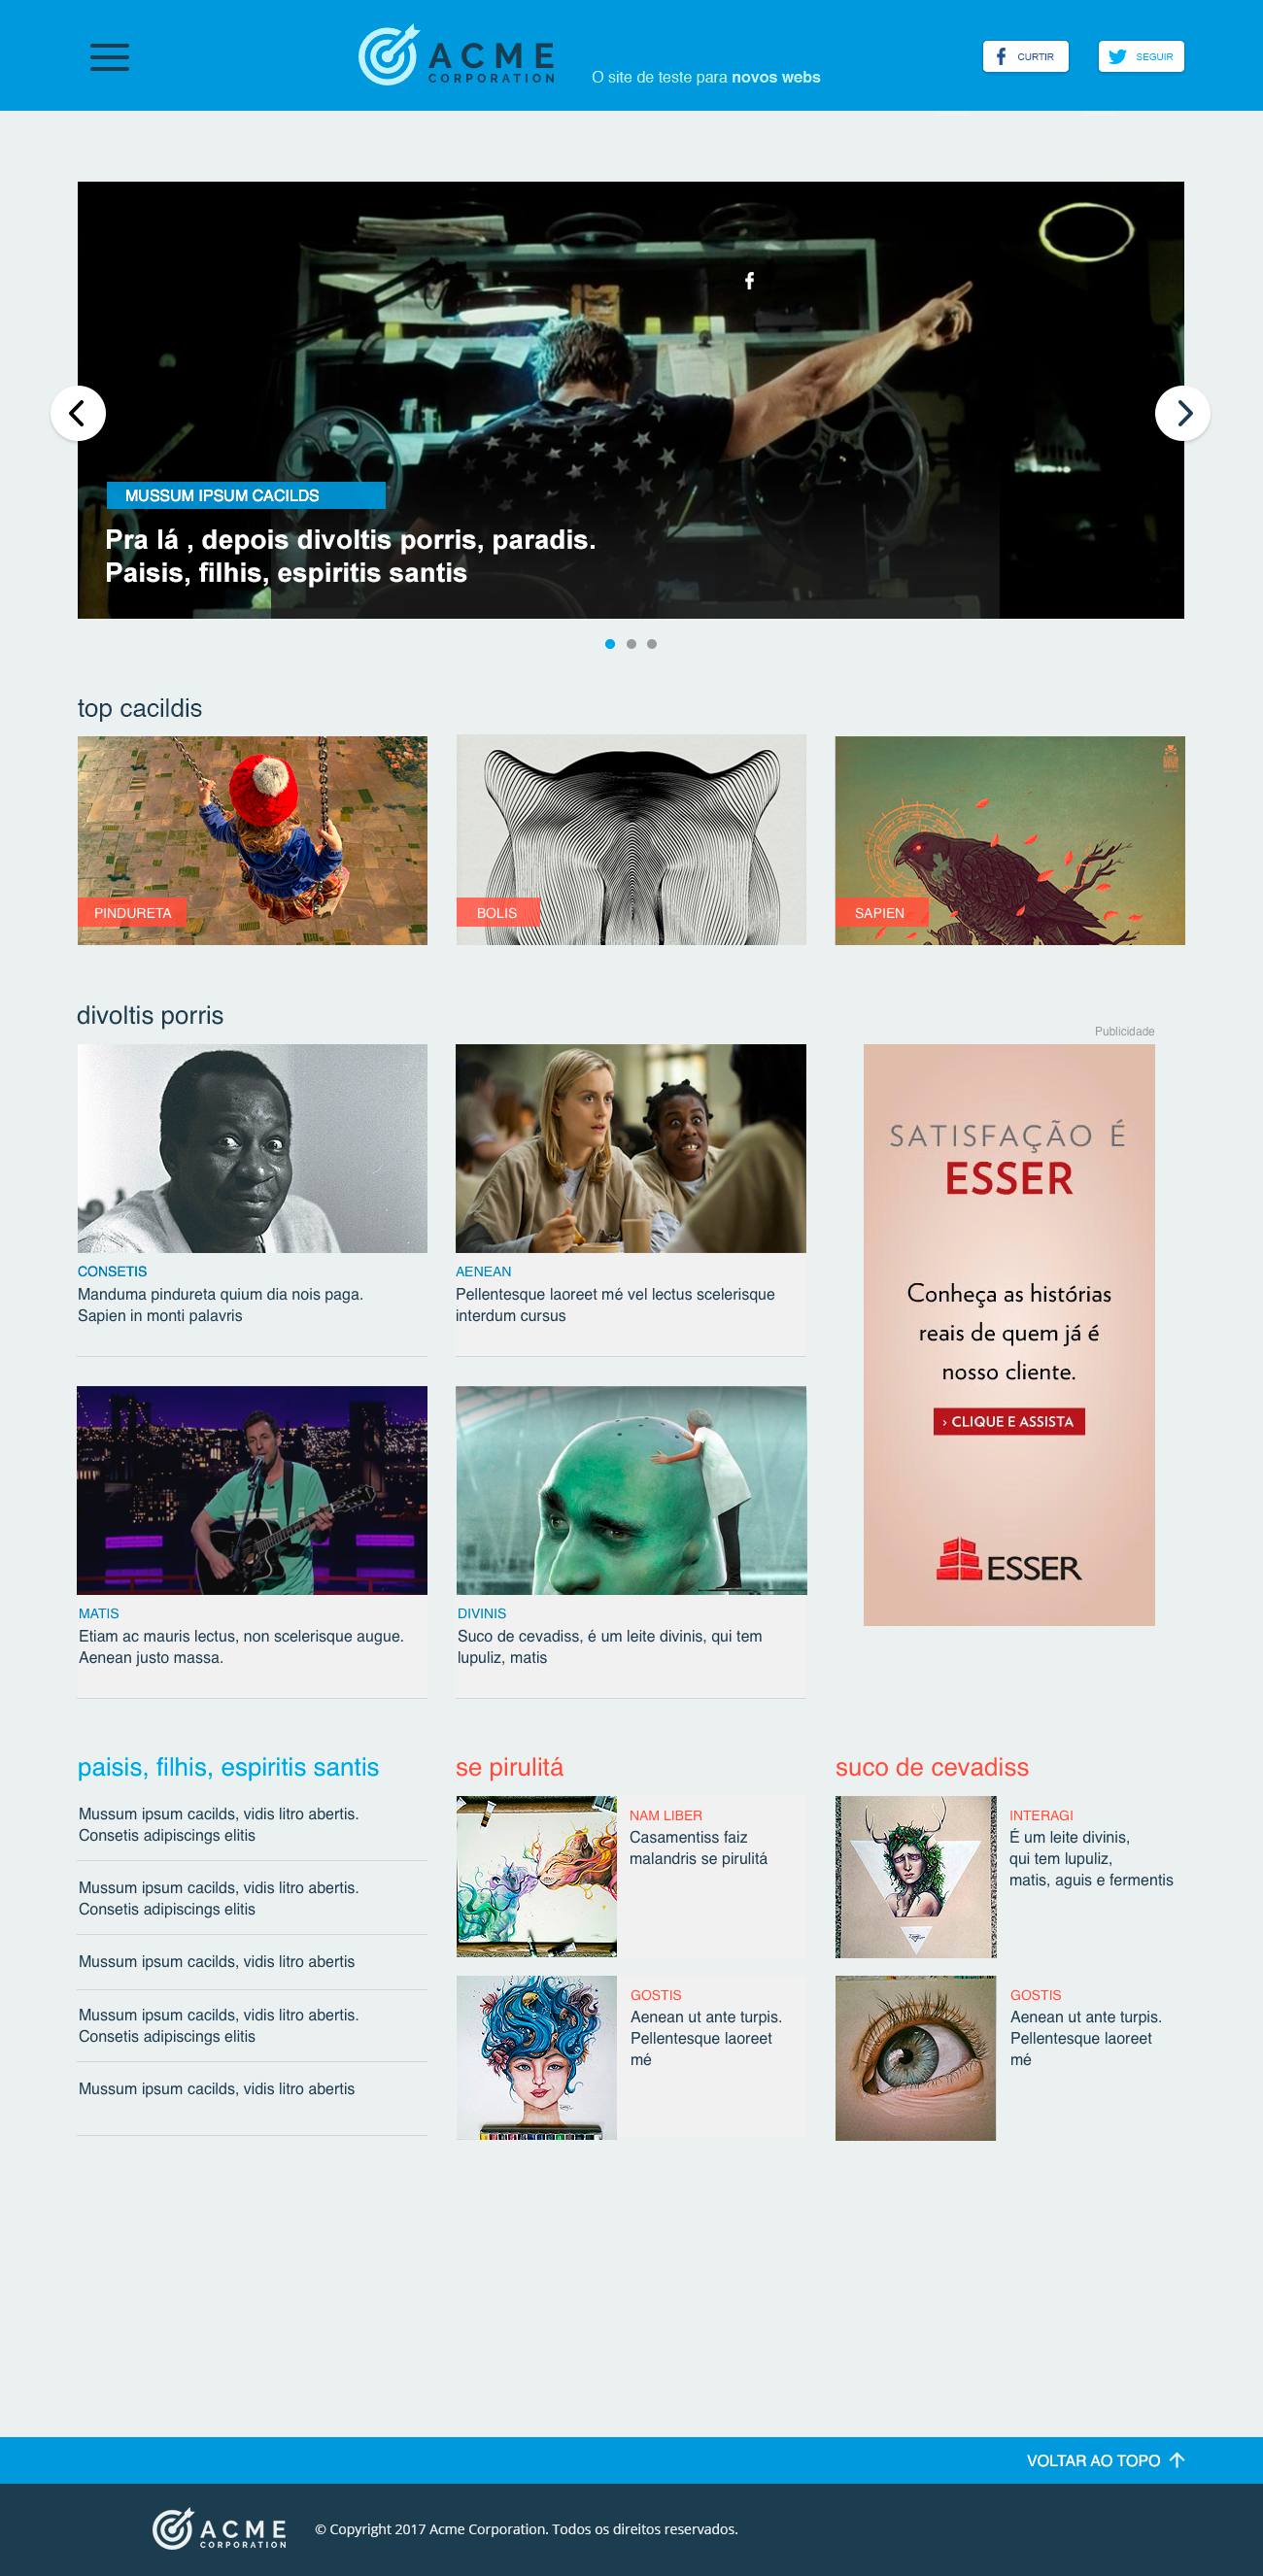 ACME
CORPORATION
O site de teste para novos webs
CURTIR
SEGUIR
MUSSUM IPSUM CACILDS
Pra lá , depois divoltis porris, paradis.
Paisis, filhis, espiritis santis
top cacildis
PINDURETA
BOLIS
SAPIEN
divoltis porris
Publicidade
CONSETIS
Manduma pindureta quium dia nois paga.
Sapien in monti palavris
AENEAN
Pellentesque laoreet mé vel lectus scelerisque
interdum cursus
SATISFAÇÃO É
ESSER
Conheça as histórias
reais de quem já é
nosso cliente.
› CLIQUE E ASSISTA
ESSER
MATIS
Etiam ac mauris lectus, non scelerisque augue.
Aenean justo massa.
DIVINIS
Suco de cevadiss, é um leite divinis, qui tem
lupuliz, matis
paisis, filhis, espiritis santis
Mussum ipsum cacilds, vidis litro abertis.
Consetis adipiscings elitis
Mussum ipsum cacilds, vidis litro abertis.
Consetis adipiscings elitis
Mussum ipsum cacilds, vidis litro abertis
Mussum ipsum cacilds, vidis litro abertis.
Consetis adipiscings elitis
Mussum ipsum cacilds, vidis litro abertis
se pirulitá
NAM LIBER
Casamentiss faiz
malandris se pirulitá
GOSTIS
Aenean ut ante turpis.
Pellentesque laoreet
mé
suco de cevadiss
INTERAGI
É um leite divinis,
qui tem lupuliz,
matis, aguis e fermentis
GOSTIS
Aenean ut ante turpis.
Pellentesque laoreet
mé
VOLTAR AO TOPO
ACME
CORPORATION
© Copyright 2017 Acme Corporation. Todos os direitos reservados.